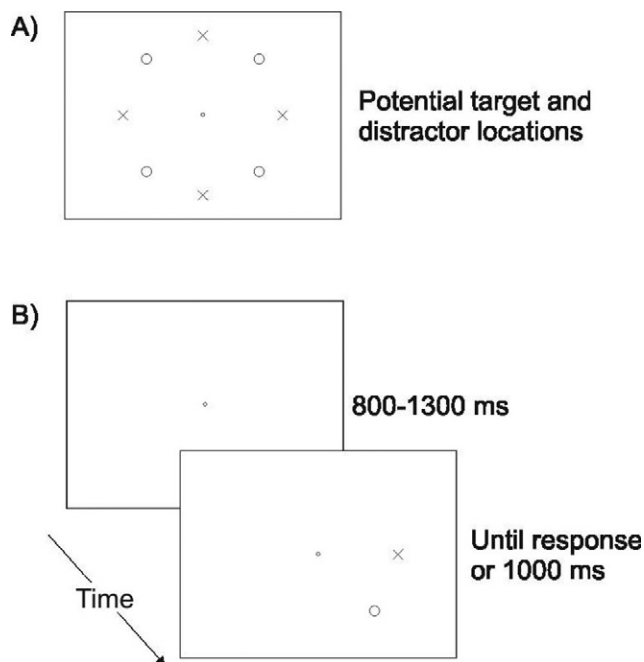 A)
Potential target and
distractor locations
B)
800-1300 ms
Until response
or 1000 ms
Time